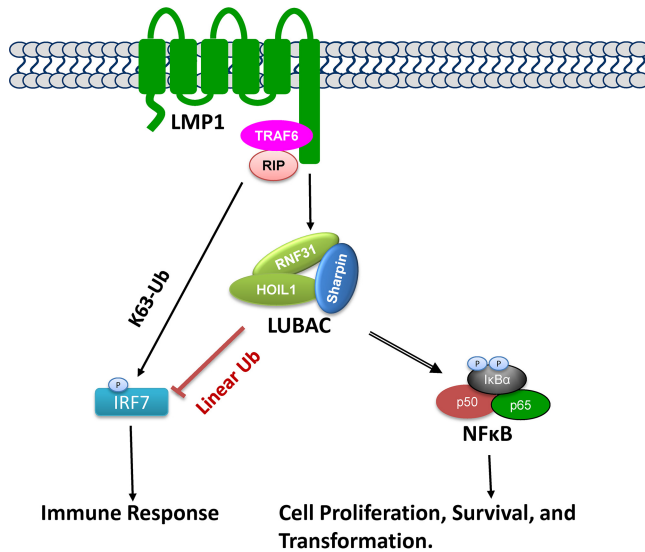 LMP1
TRAF6
RIP
RNF31
HOIL1
Sharpin
LUBAC
K63-Ub
Linear Ub
P
IRF7
P P
IκBα
p50
p65
NFκB
Immune Response
Cell Proliferation, Survival, and
Transformation.